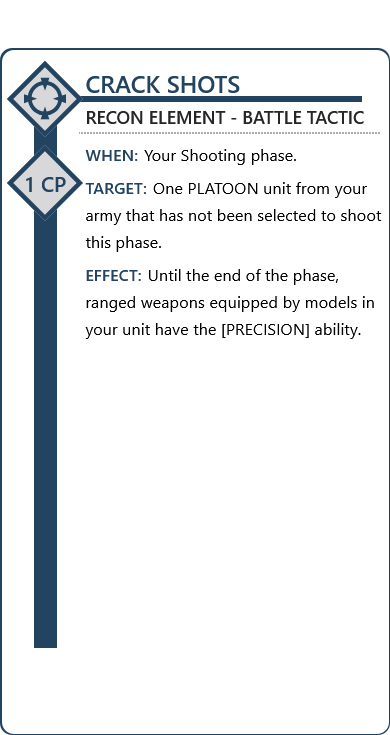 CRACK SHOTS
RECON ELEMENT - BATTLE TACTIC
WHEN: Your Shooting phase.
1 CP
TARGET: One PLATOON unit from your
army that has not been selected to shoot
this phase.
EFFECT: Until the end of the phase,
ranged weapons equipped by models in
your unit have the [PRECISION] ability.